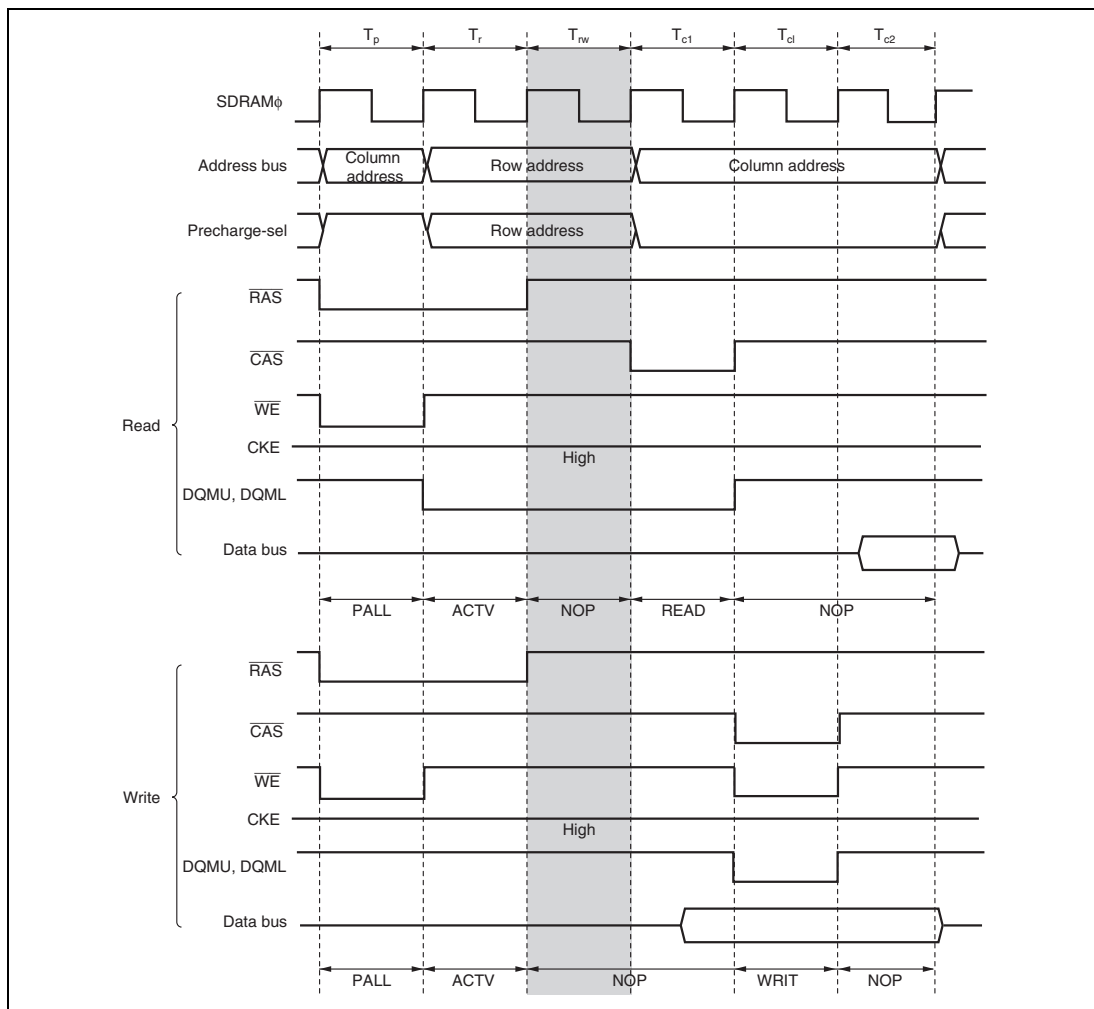 Tp Tr Trw Tc1 Tcl Tc2
SDRAMϕ
Address bus Column address Row address Column address
Precharge-sel Row address
Read
RAS
CAS
WE
CKE High
DQMU, DQML
Data bus
PALL ACTV NOP READ NOP
Write
RAS
CAS
WE
CKE High
DQMU, DQML
Data bus
PALL ACTV NOP WRIT NOP